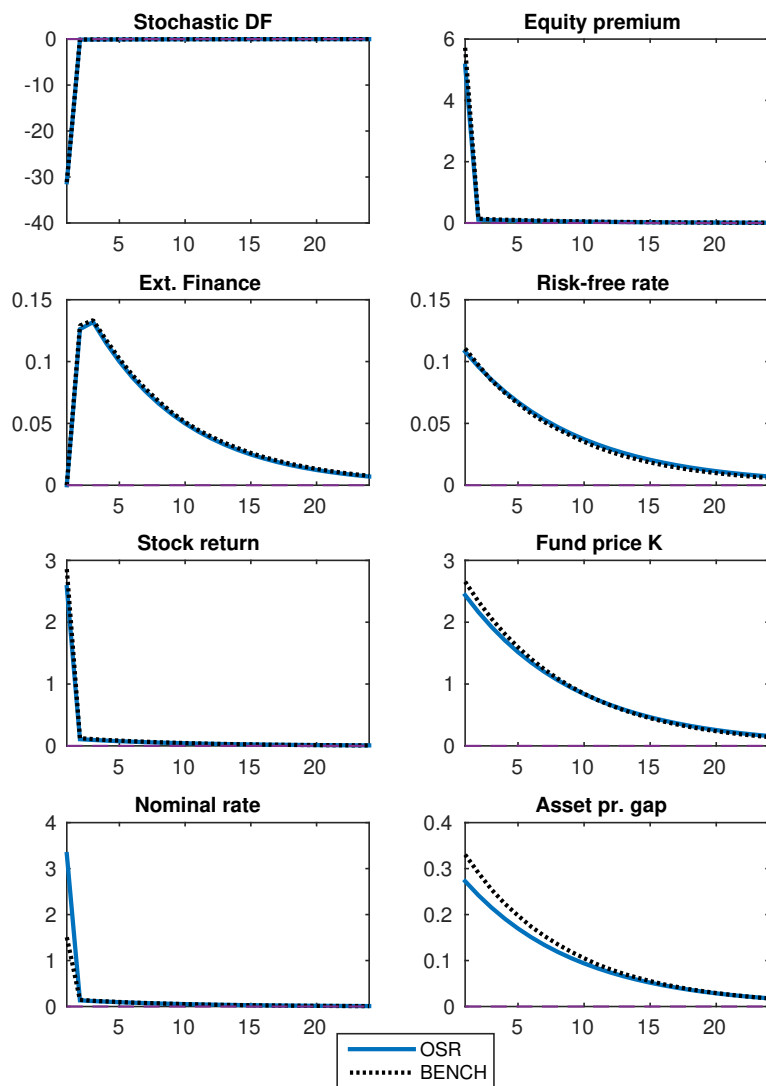 Stochastic DF
0
-10
-20
-30
-40
5 10 15 20
Equity premium
6
4
2
0
5 10 15 20
Ext. Finance
0.15
0.1
0.05
0
5 10 15 20
Risk-free rate
0.15
0.1
0.05
0
5 10 15 20
Stock return
3
2
1
0
5 10 15 20
Fund price K
3
2
1
0
5 10 15 20
Nominal rate
4
3
2
1
0
5 10 15 20
Asset pr. gap
0.4
0.3
0.2
0.1
0
5 10 15 20
OSR
BENCH